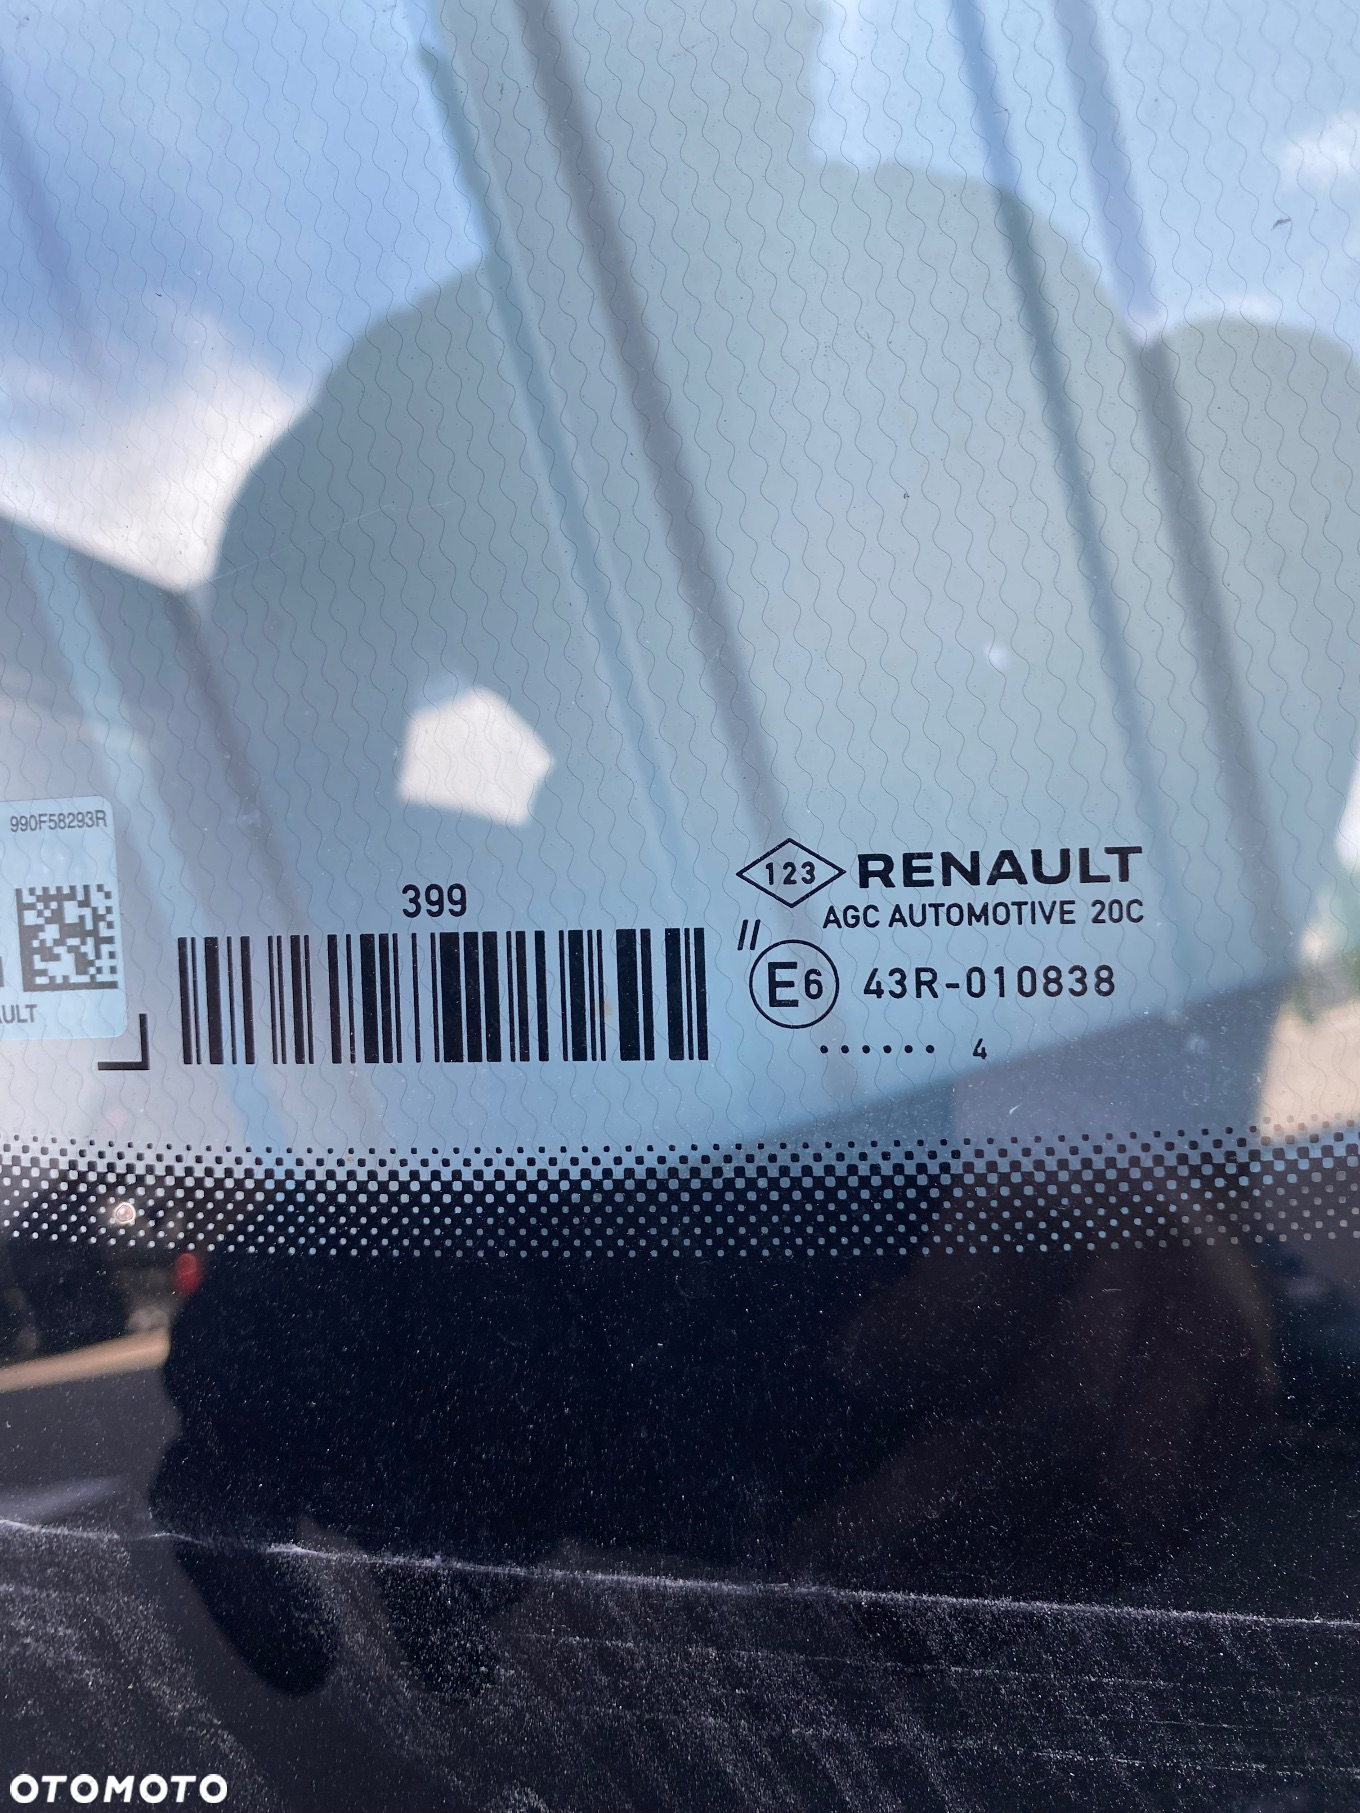 990F58293R
ULT
399
123 RENAULT
AGC AUTOMOTIVE 20C
//
E6 43R-010838
...... 4
OTOMOTO